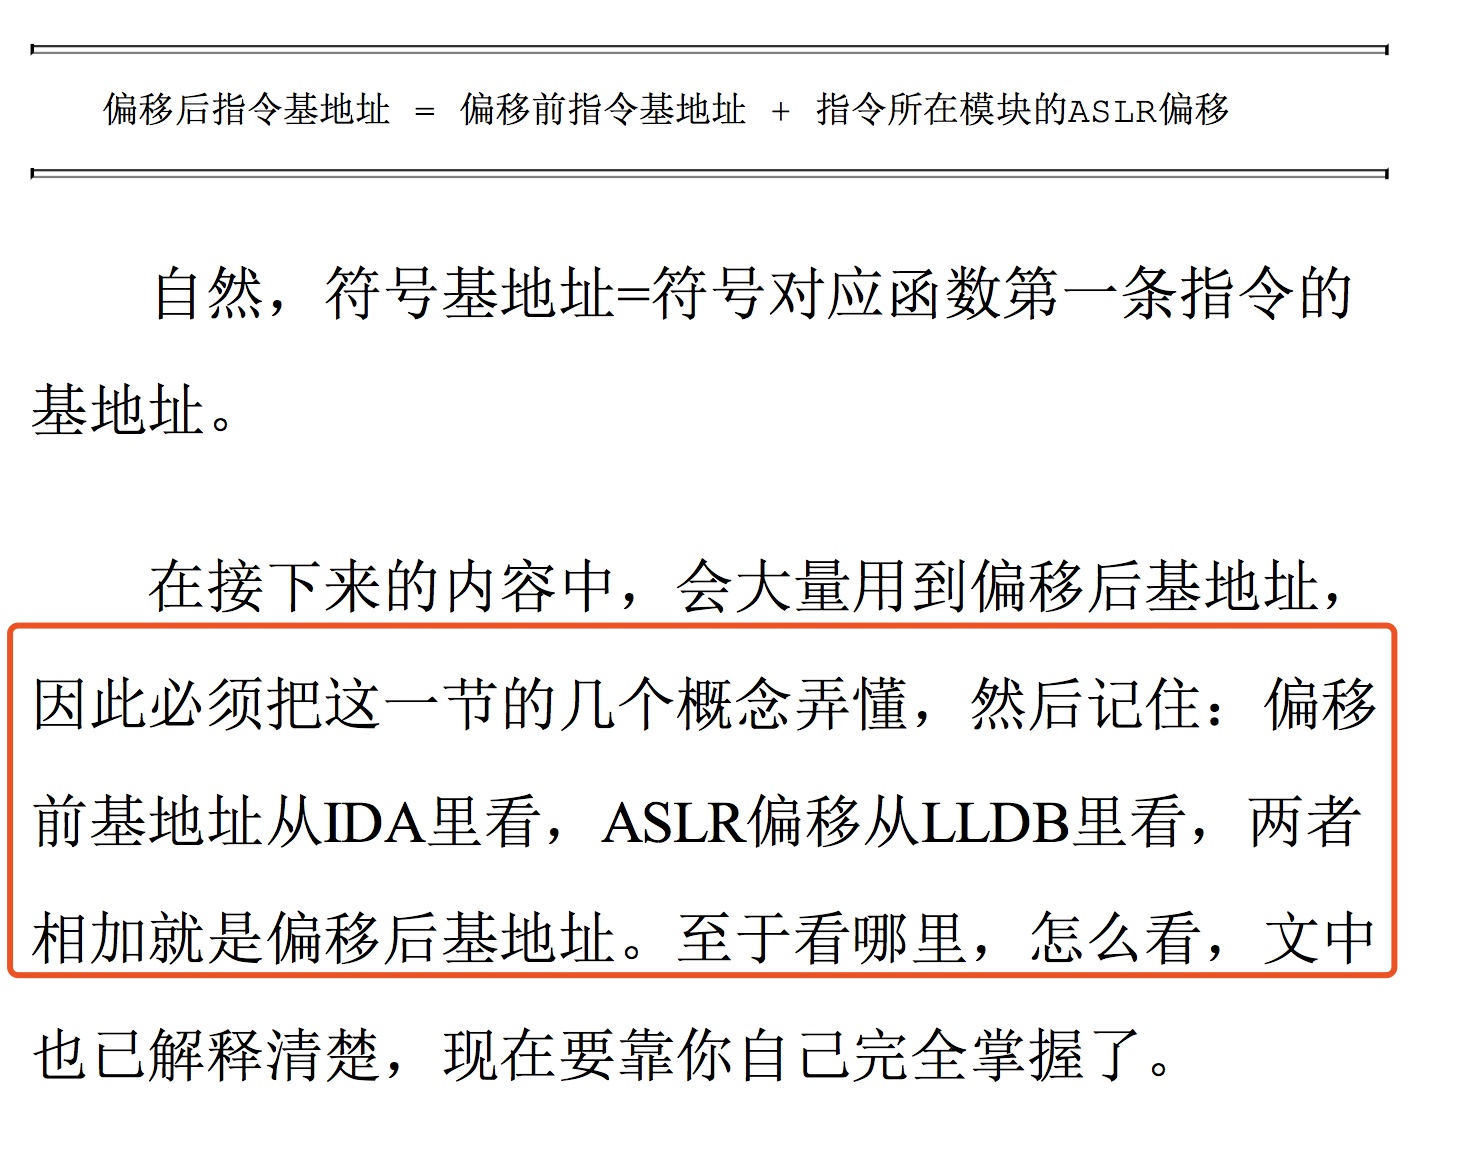 偏移后指令基地址 = 偏移前指令基地址 + 指令所在模块的ASLR偏移
自然，符号基地址=符号对应函数第一条指令的
基地址。
在接下来的内容中，会大量用到偏移后基地址，
因此必须把这一节的几个概念弄懂，然后记住：偏移
前基地址从IDA里看，ASLR偏移从LLDB里看，两者
相加就是偏移后基地址。至于看哪里，怎么看，文中
也已解释清楚，现在要靠你自己完全掌握了。